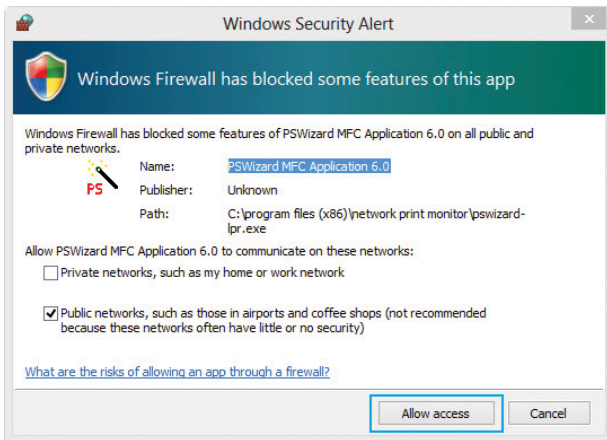 Windows Security Alert
Windows Firewall has blocked some features of this app
Windows Firewall has blocked some features of PSWizard MFC Application 6.0 on all public and
private networks.
PS
Name: PSWizard MFC Application 6.0
Publisher: Unknown
Path: C:\program files (x86)\network print monitor\pswizard-
lpr.exe
Allow PSWizard MFC Application 6.0 to communicate on these networks:
Private networks, such as my home or work network
Public networks, such as those in airports and coffee shops (not recommended
because these networks often have little or no security)
What are the risks of allowing an app through a firewall?
Allow access Cancel